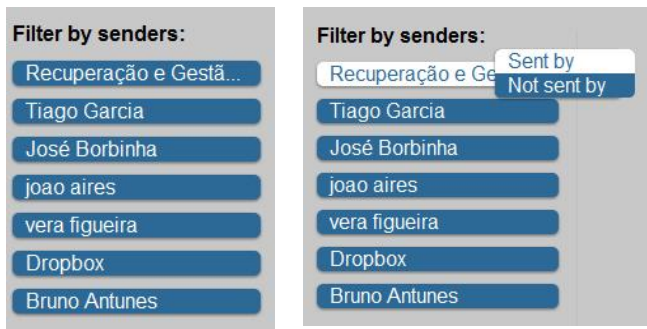 Filter by senders:
Recuperação e Gestã...
Tiago Garcia
José Borbinha
joao aires
vera figueira
Dropbox
Bruno Antunes
Filter by senders:
Sent by
Recuperação e Ge
Not sent by
Tiago Garcia
José Borbinha
joao aires
vera figueira
Dropbox
Bruno Antunes